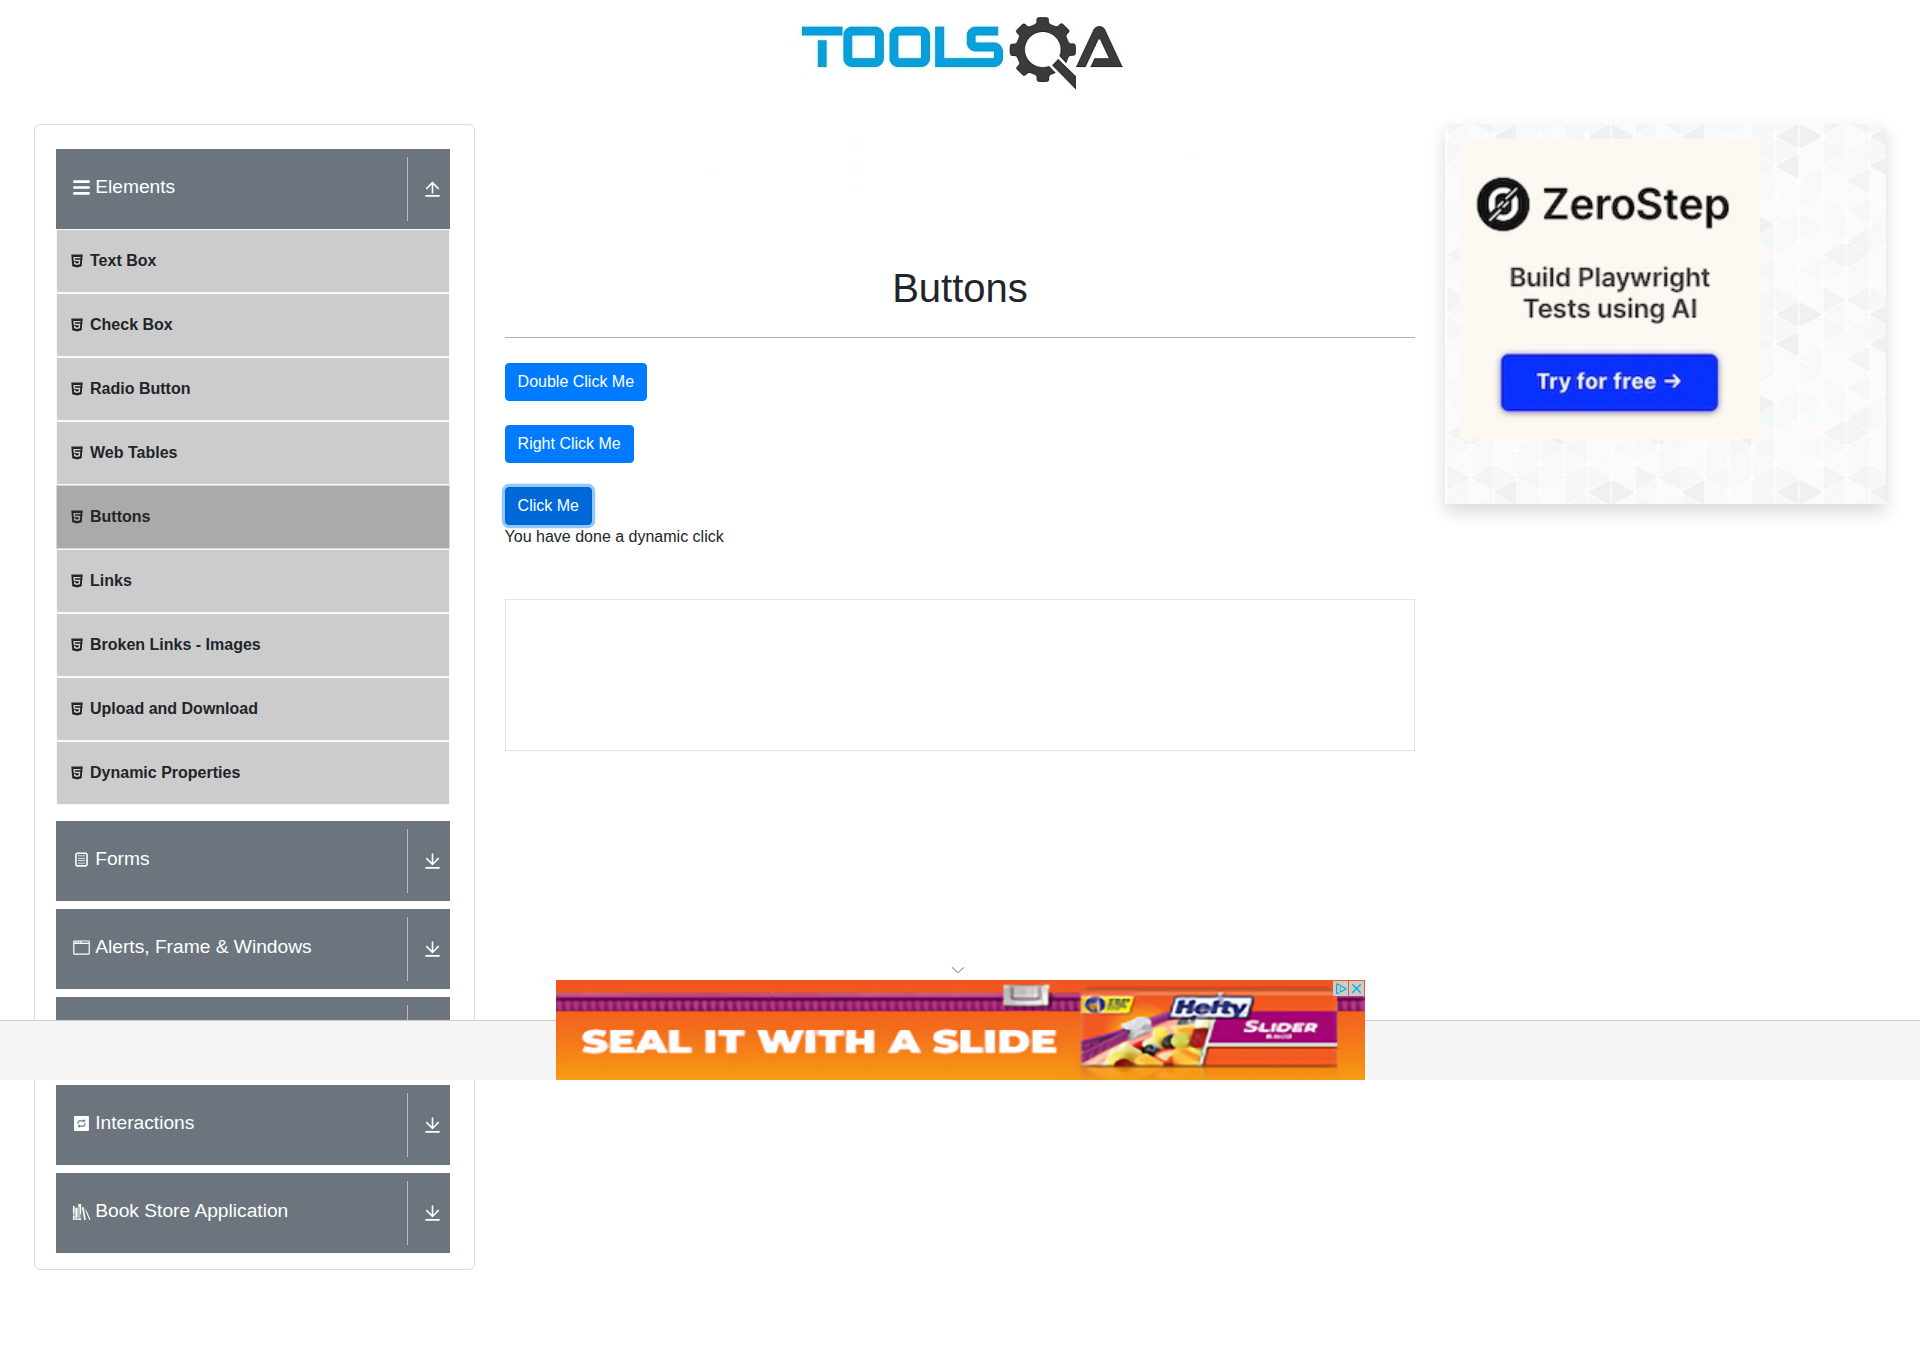 TOOLSQA
Elements
Text Box
Check Box
Radio Button
Web Tables
Buttons
Links
Broken Links - Images
Upload and Download
Dynamic Properties
Forms
Alerts, Frame & Windows
Interactions
Book Store Application
Buttons
Double Click Me
Right Click Me
Click Me
You have done a dynamic click
ZeroStep
Build Playwright
Tests using AI
Try for free →
SEAL IT WITH A SLIDE
Hefty
SLIDER